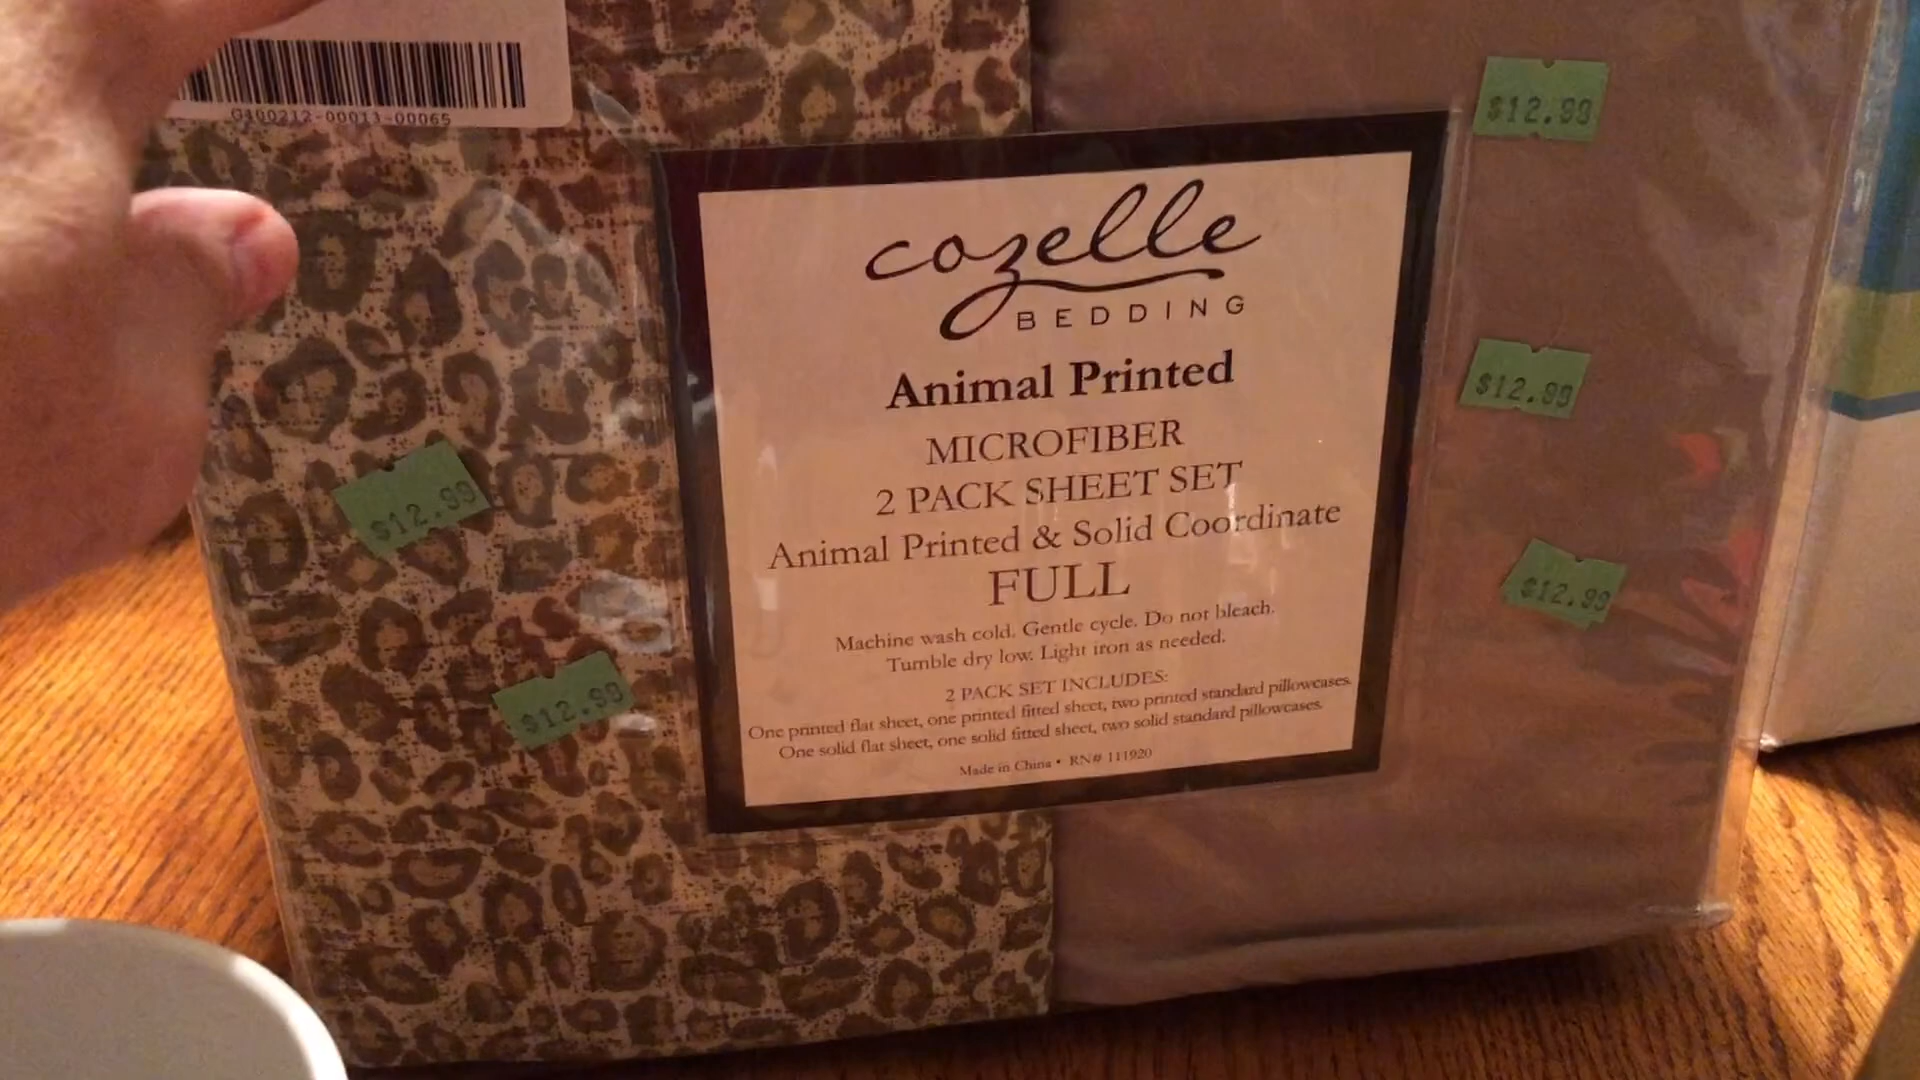 G400212-00013-00065
$12.99
cozelle
BEDDING
Animal Printed
MICROFIBER
$12.99
2 PACK SHEET SET
$12.99
Animal Printed & Solid Coordinate
FULL
$12.99
Machine wash cold. Gentle cycle. Do not bleach.
Tumble dry low. Light iron as needed.
2 PACK SET INCLUDES:
One printed flat sheet, one printed fitted sheet, two printed standard pillowcases.
One solid flat sheet, one solid fitted sheet, two solid standard pillowcases.
$12.99
Made in China • RN# 111920